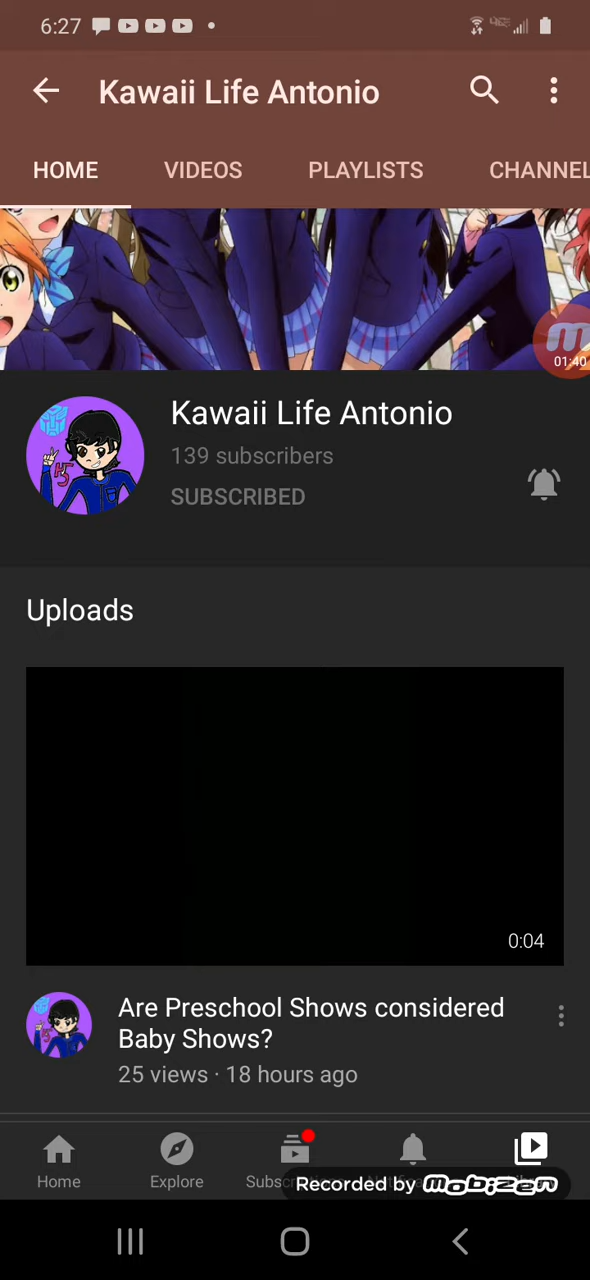 6:27
Kawaii Life Antonio
HOME VIDEOS PLAYLISTS CHANNEL
01:40
Kawaii Life Antonio
139 subscribers
SUBSCRIBED
Uploads
0:04
Are Preschool Shows considered
Baby Shows?
25 views · 18 hours ago
Home Explore Subsc
Recorded by mobizen